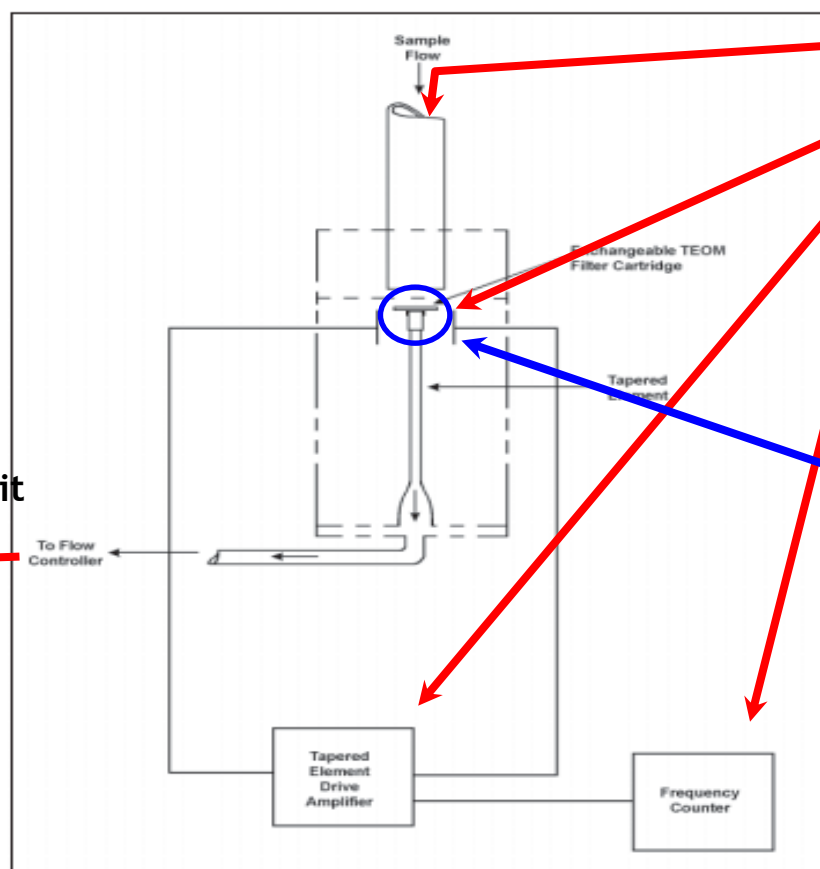 Sample
Flow
Exchangeable TEOM
Filter Cartridge
Tapered
Element
it
To Flow
Controller
Tapered
Element
Drive
Amplifier
Frequency
Counter